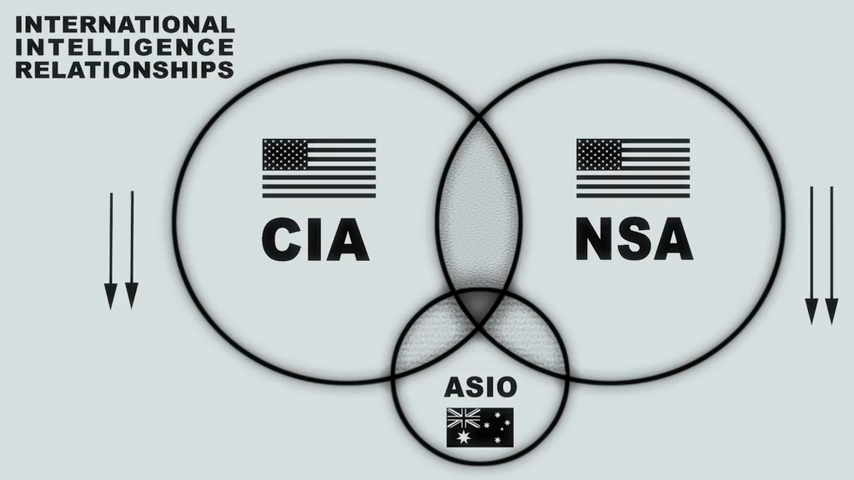 INTERNATIONAL
INTELLIGENCE
RELATIONSHIPS
CIA
NSA
ASIO